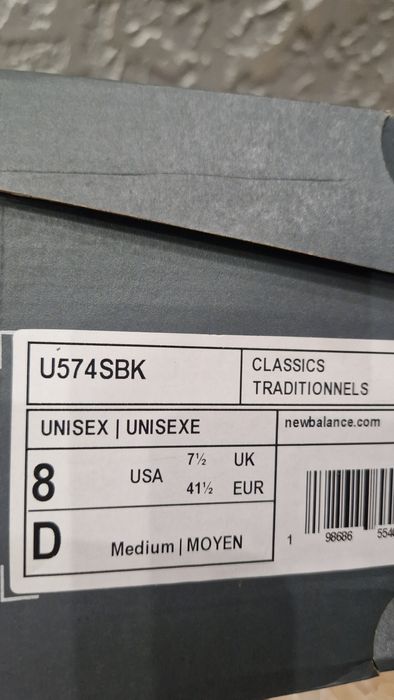 U574SBK
CLASSICS
TRADITIONNELS
UNISEX | UNISEXE
newbalance.com
8 USA 7½ UK
41½ EUR
D Medium | MOYEN
1 98686